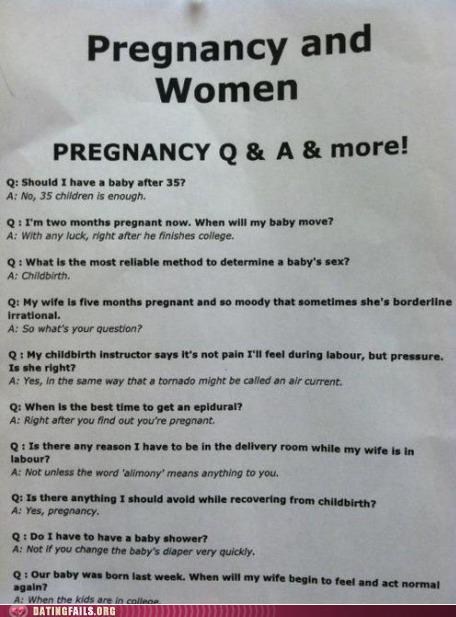 Pregnancy and
Women
PREGNANCY Q & A & more!
Q: Should I have a baby after 35?
A: No, 35 children is enough.
Q : I'm two months pregnant now. When will my baby move?
A: With any luck, right after he finishes college.
Q : What is the most reliable method to determine a baby's sex?
A: Childbirth.
Q: My wife is five months pregnant and so moody that sometimes she's borderline
irrational.
A: So what's your question?
Q : My childbirth instructor says it's not pain I'll feel during labour, but pressure.
Is she right?
A: Yes, in the same way that a tornado might be called an air current.
Q: When is the best time to get an epidural?
A: Right after you find out you're pregnant.
Q : Is there any reason I have to be in the delivery room while my wife is in
labour?
A: Not unless the word 'alimony' means anything to you.
Q: Is there anything I should avoid while recovering from childbirth?
A: Yes, pregnancy.
Q : Do I have to have a baby shower?
A: Not if you change the baby's diaper very quickly.
Q : Our baby was born last week. When will my wife begin to feel and act normal
again?
A: When the kids are in college.
DATINGFAILS.ORG